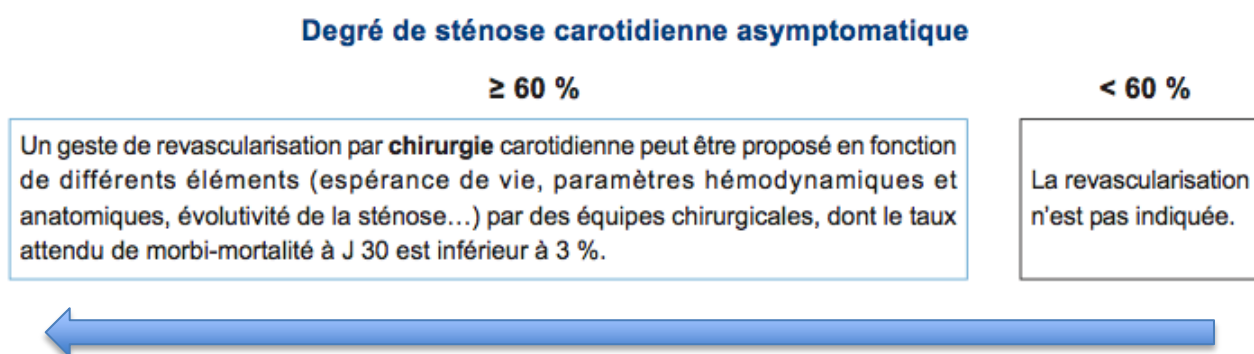 Degré de sténose carotidienne asymptomatique
≥ 60 %
< 60 %
Un geste de revascularisation par chirurgie carotidienne peut être proposé en fonction
de différents éléments (espérance de vie, paramètres hémodynamiques et
anatomiques, évolutivité de la sténose…) par des équipes chirurgicales, dont le taux
attendu de morbi-mortalité à J 30 est inférieur à 3 %.
La revascularisation
n’est pas indiquée.